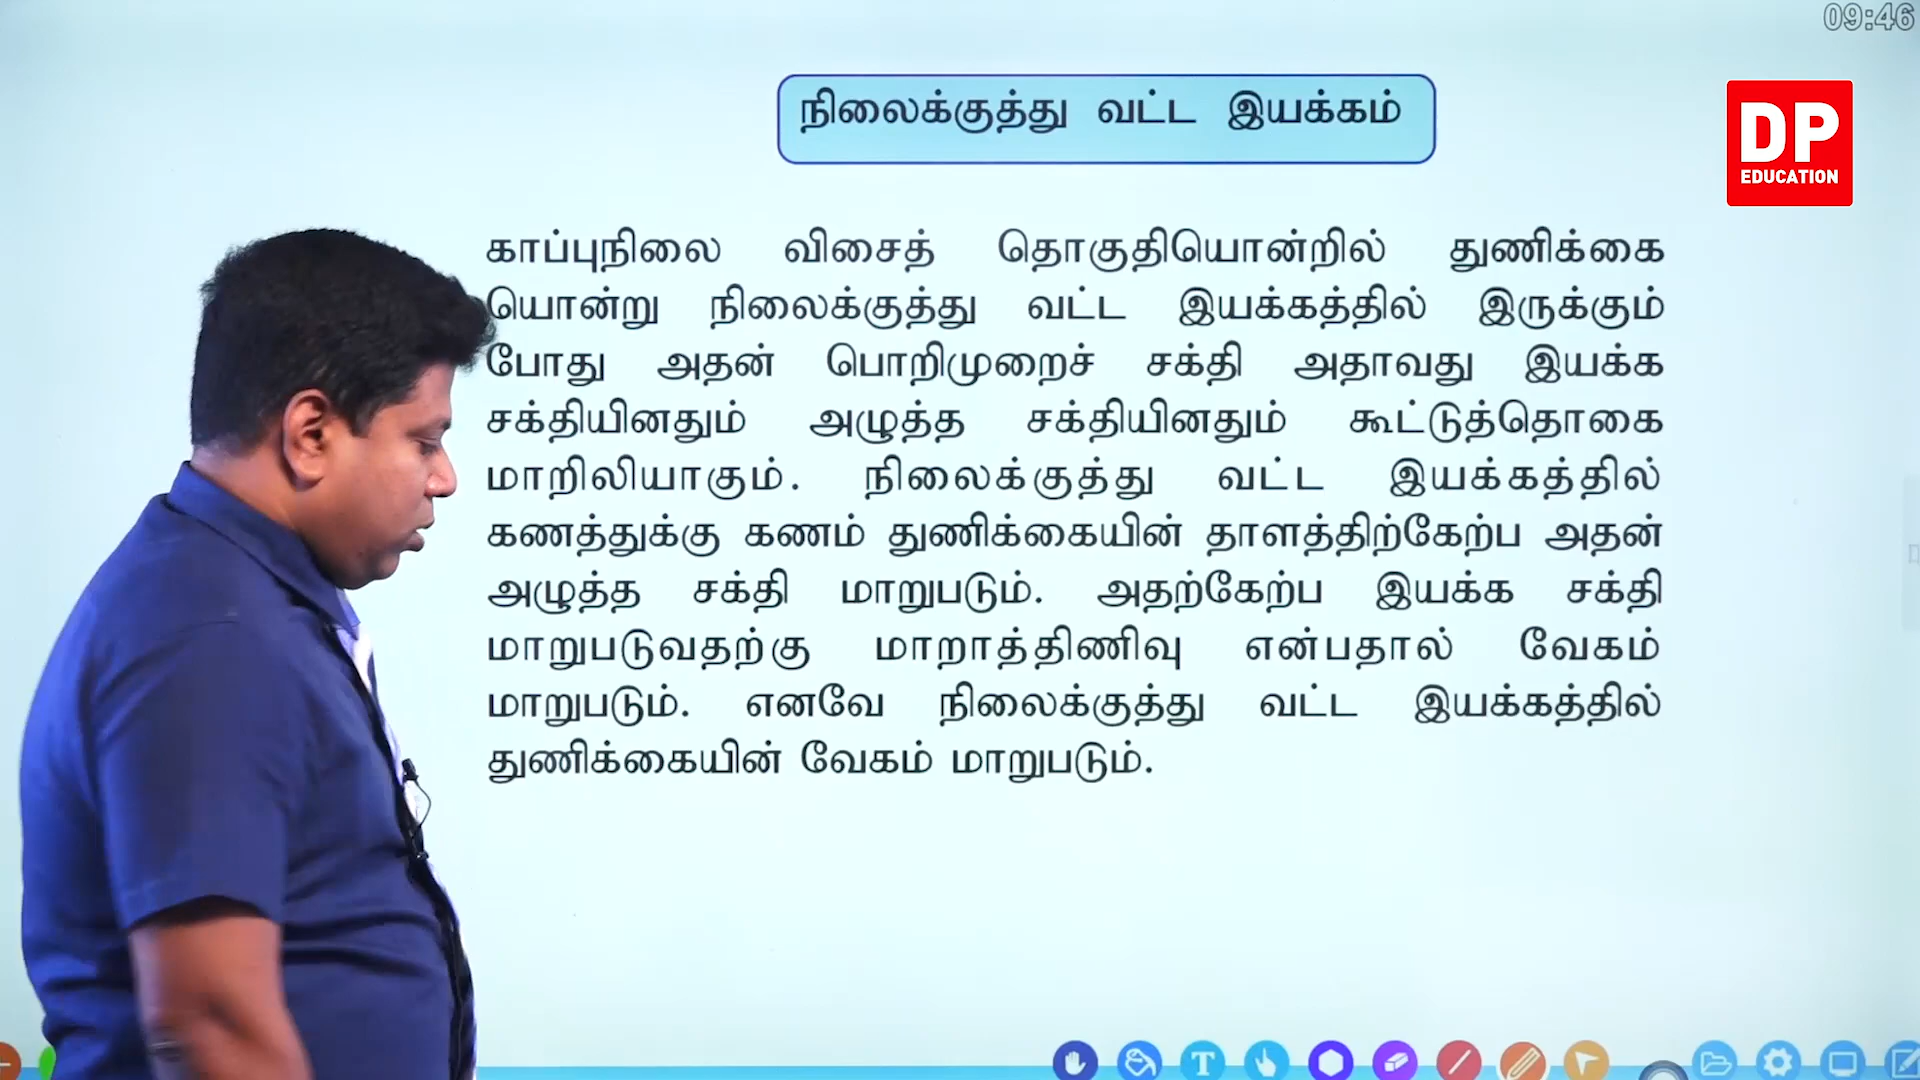 09:46
நிலைக்குத்து வட்ட இயக்கம்
DP
EDUCATION
காப்புநிலை விசைத் தொகுதியொன்றில் துணிக்கை
யொன்று நிலைக்குத்து வட்ட இயக்கத்தில் இருக்கும்
போது அதன் பொறிமுறைச் சக்தி அதாவது இயக்க
சக்தியினதும் அழுத்த சக்தியினதும் கூட்டுத்தொகை
மாறிலியாகும். நிலைக்குத்து வட்ட இயக்கத்தில்
கணத்துக்கு கணம் துணிக்கையின் தாளத்திற்கேற்ப அதன்
அழுத்த சக்தி மாறுபடும். அதற்கேற்ப இயக்க சக்தி
மாறுபடுவதற்கு மாறாத்திணிவு என்பதால் வேகம்
மாறுபடும். எனவே நிலைக்குத்து வட்ட இயக்கத்தில்
துணிக்கையின் வேகம் மாறுபடும்.
T